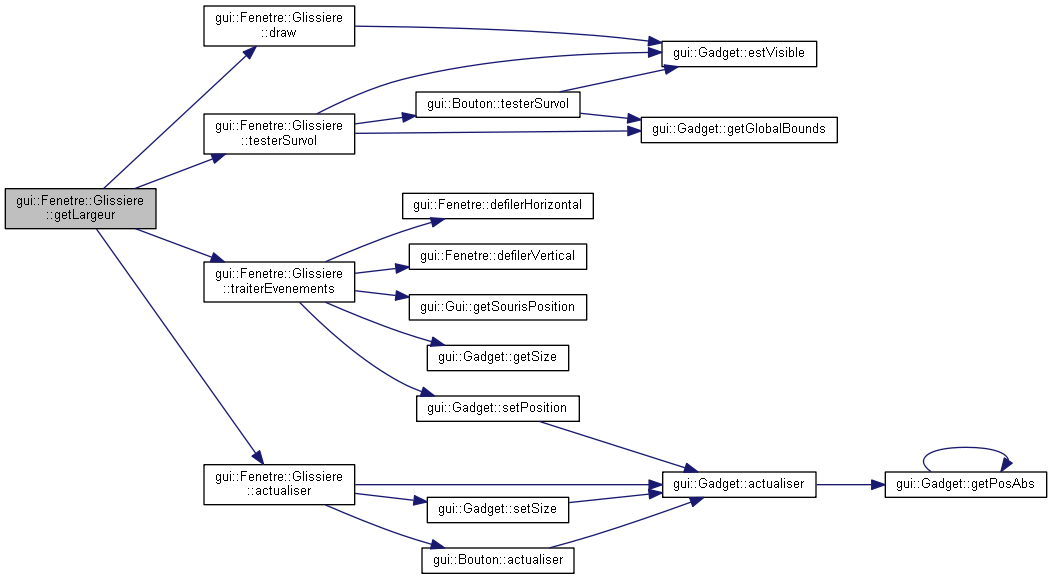 gui::Fenetre::Glissiere
::draw
gui::Gadget::estVisible
gui::Bouton::testerSurvol
gui::Fenetre::Glissiere
::testerSurvol
gui::Gadget::getGlobalBounds
gui::Fenetre::Glissiere
::getLargeur
gui::Fenetre::defilerHorizontal
gui::Fenetre::defilerVertical
gui::Fenetre::Glissiere
::traiterEvenements
gui::Gui::getSourisPosition
gui::Gadget::getSize
gui::Gadget::setPosition
gui::Fenetre::Glissiere
::actualiser
gui::Gadget::actualiser
gui::Gadget::getPosAbs
gui::Gadget::setSize
gui::Bouton::actualiser